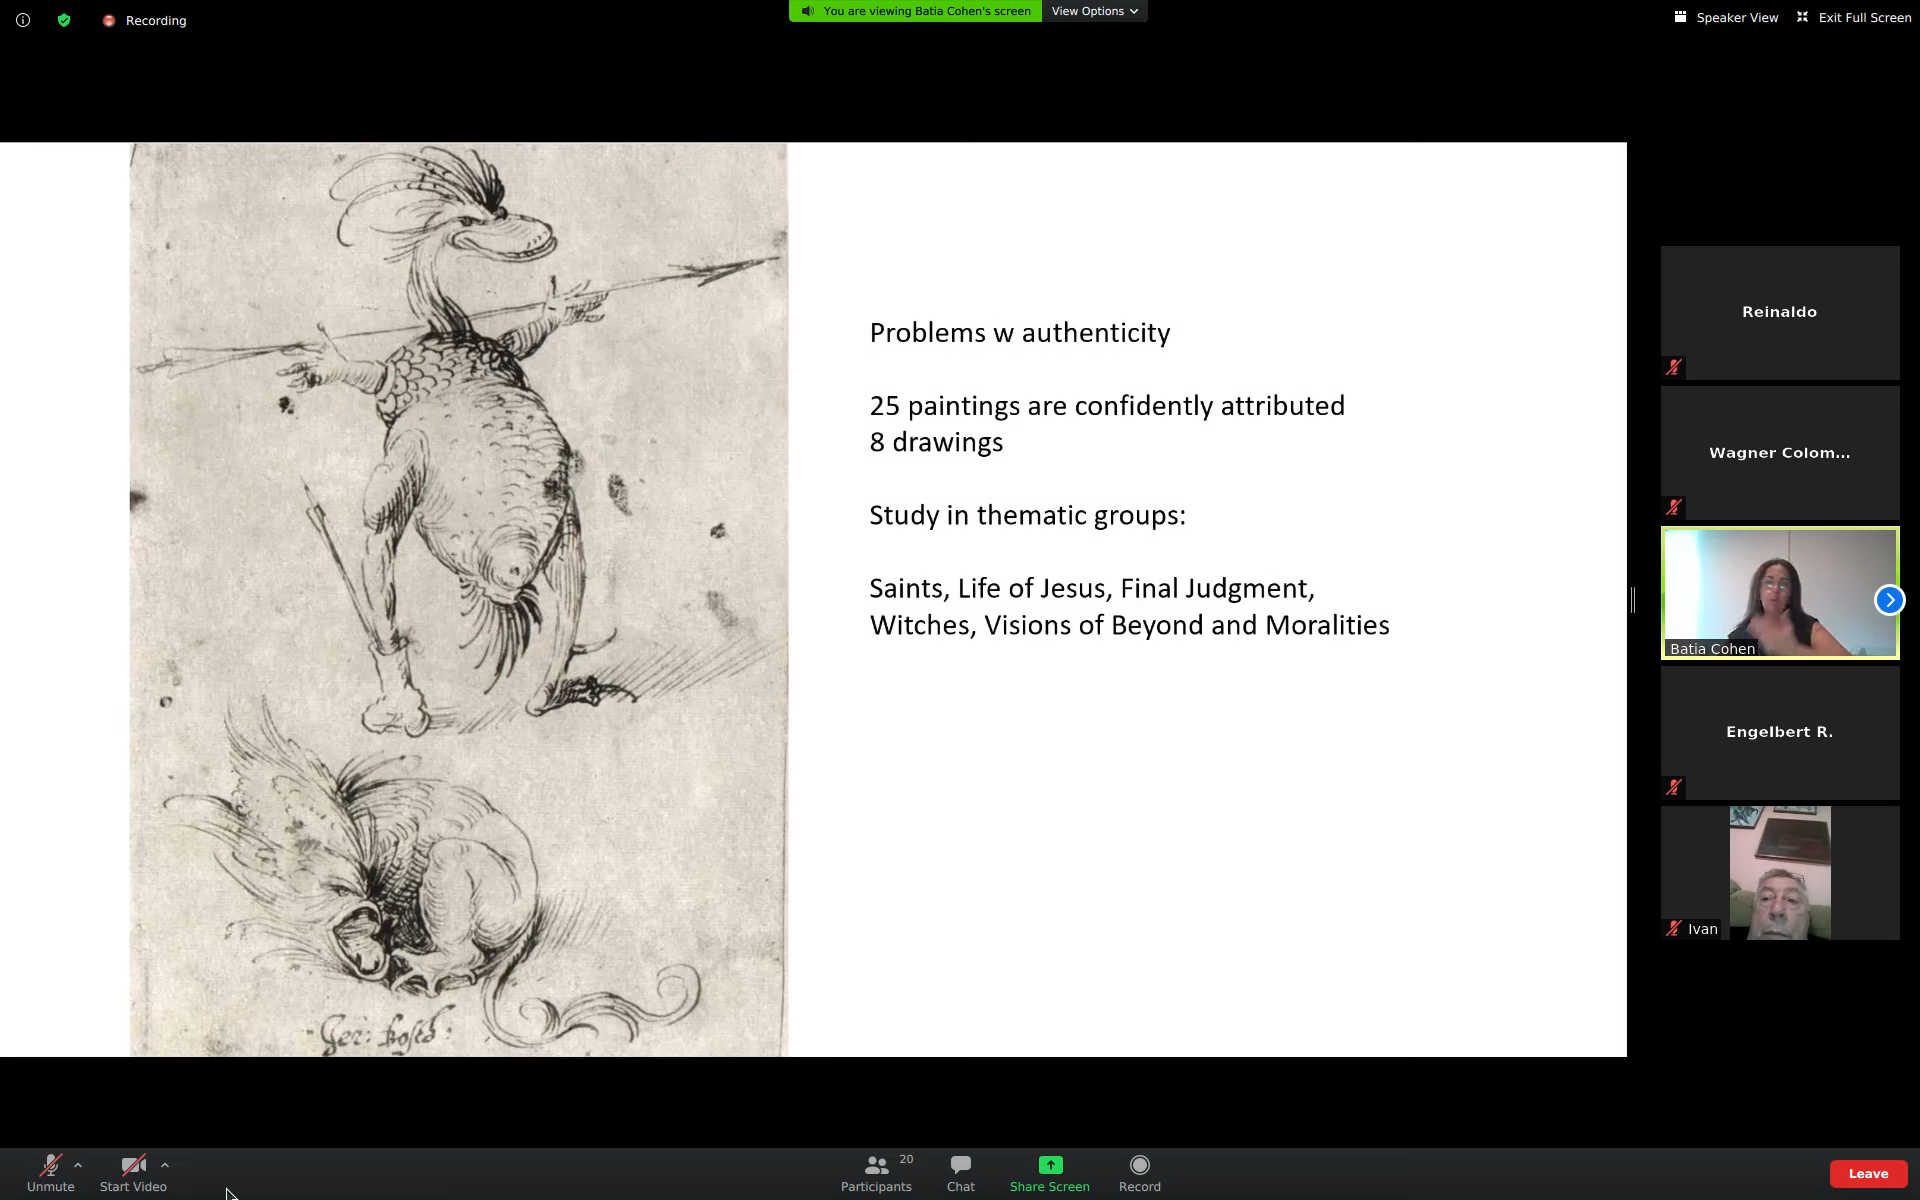 Recording
You are viewing Batia Cohen's screen
View Options
Speaker View
Exit Full Screen
Problems w authenticity
25 paintings are confidently attributed
8 drawings
Study in thematic groups:
Saints, Life of Jesus, Final Judgment,
Witches, Visions of Beyond and Moralities
Reinaldo
Wagner Colom...
Batia Cohen
Engelbert R.
Ivan
Unmute
Start Video
20
Participants
Chat
Share Screen
Record
Leave